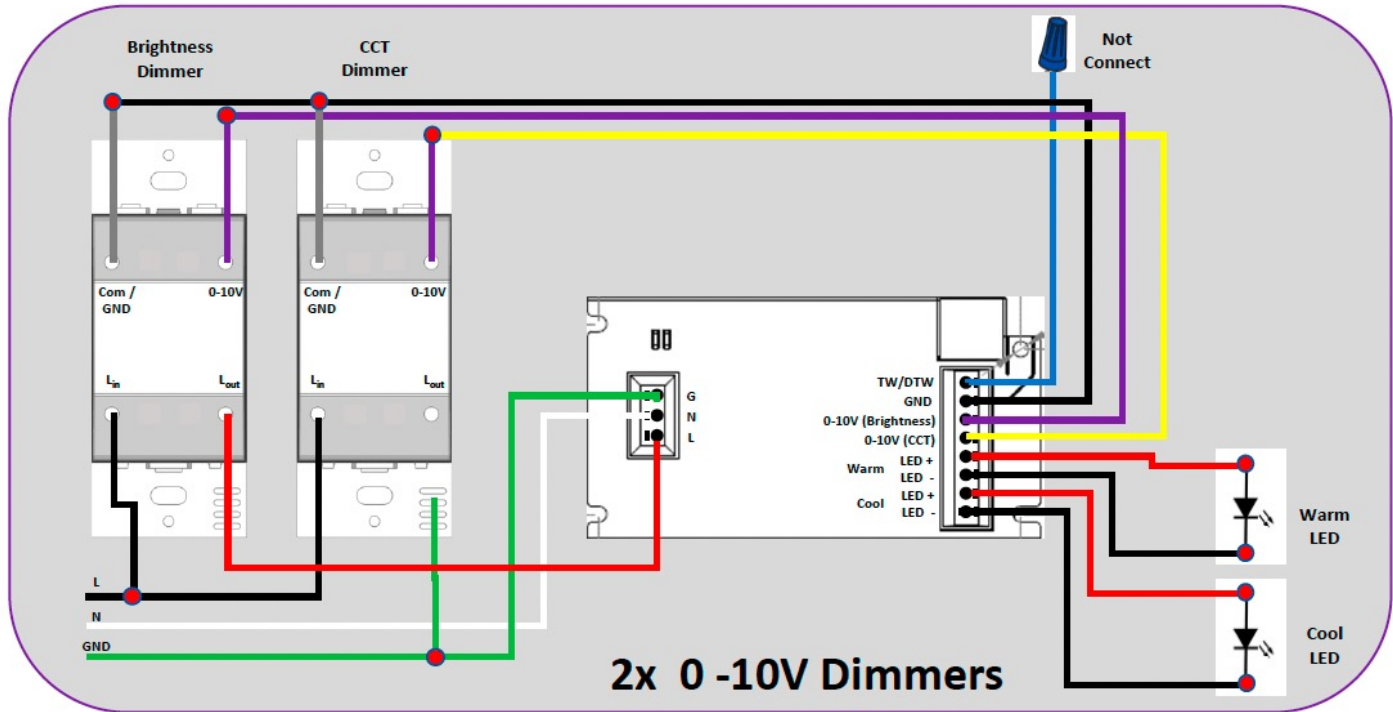 Brightness
Dimmer
CCT
Dimmer
Not
Connect
Com /
GND
0-10V
Lin
Lout
Com /
GND
0-10V
Lin
Lout
G
N
L
TW/DTW
GND
0-10V (Brightness)
0-10V (CCT)
Warm
LED +
LED -
Cool
LED +
LED -
Warm
LED
Cool
LED
L
N
GND
2x 0 -10V Dimmers